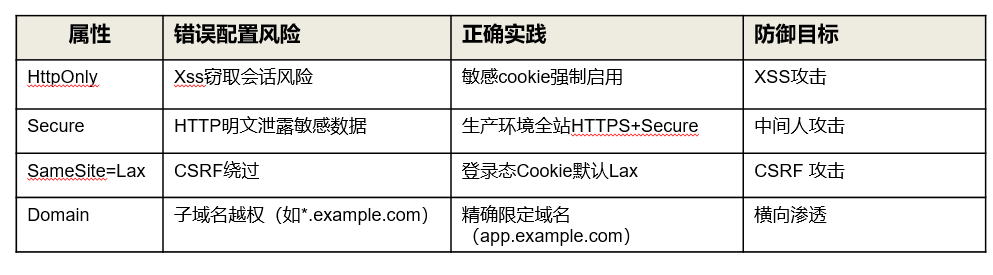 属性 错误配置风险 正确实践 防御目标
HttpOnly Xss窃取会话风险 敏感cookie强制启用 XSS攻击
Secure HTTP明文泄露敏感数据 生产环境全站HTTPS+Secure 中间人攻击
SameSite=Lax CSRF绕过 登录态Cookie默认Lax CSRF 攻击
Domain 子域名越权（如*.example.com） 精确限定域名 横向渗透
（app.example.com）